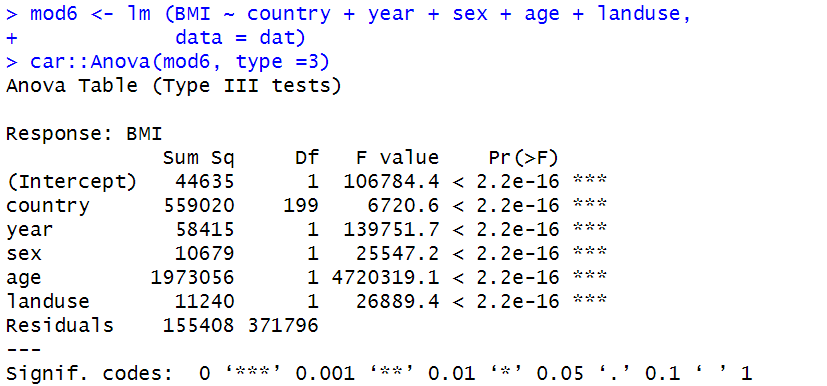 > mod6 <- lm (BMI ~ country + year + sex + age + landuse,
+             data = dat)
> car::Anova(mod6, type =3)
Anova Table (Type III tests)
Response: BMI
             Sum Sq     Df   F value    Pr(>F)
(Intercept)   44635      1  106784.4 < 2.2e-16 ***
country      559020    199    6720.6 < 2.2e-16 ***
year          58415      1  139751.7 < 2.2e-16 ***
sex           10679      1   25547.2 < 2.2e-16 ***
age         1973056      1 4720319.1 < 2.2e-16 ***
landuse       11240      1   26889.4 < 2.2e-16 ***
Residuals    155408 371796
---
Signif. codes:  0 ‘***’ 0.001 ‘**’ 0.01 ‘*’ 0.05 ‘.’ 0.1 ‘ ’ 1